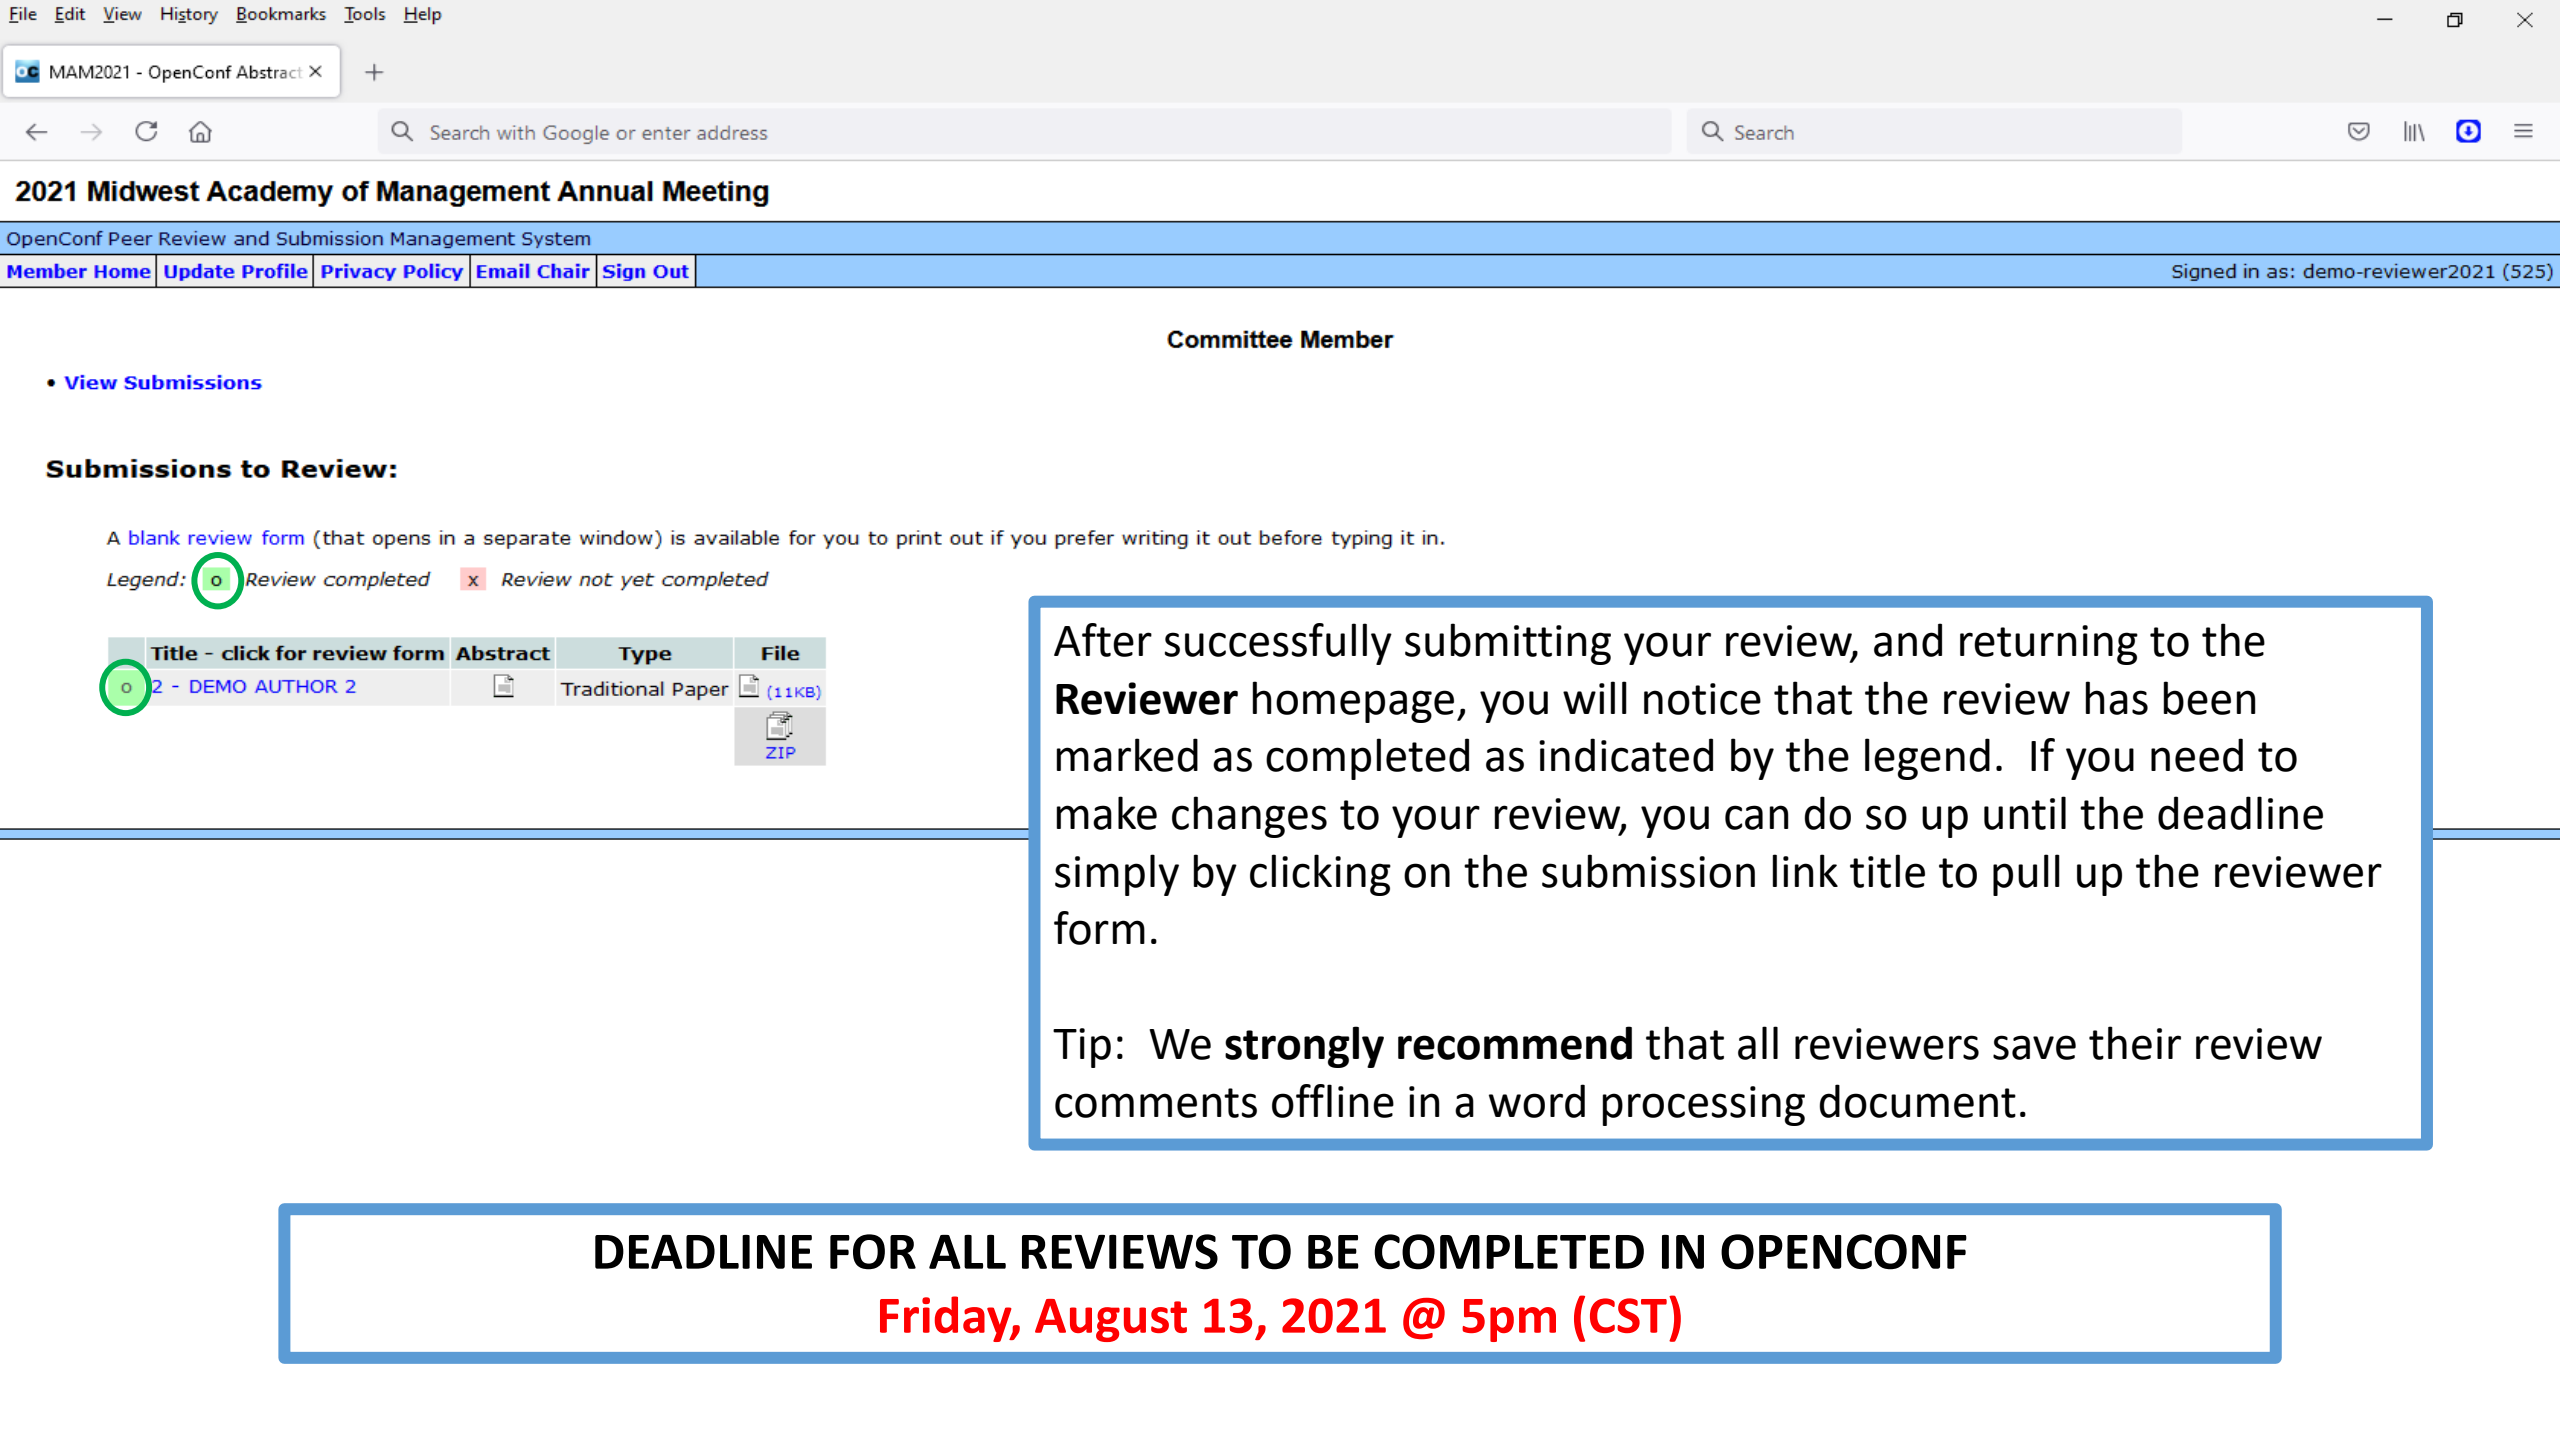 File Edit View History Bookmarks Tools Help
MAM2021 - OpenConf Abstract
Search with Google or enter address
Search
2021 Midwest Academy of Management Annual Meeting
OpenConf Peer Review and Submission Management System
Member Home Update Profile Privacy Policy Email Chair Sign Out Signed in as: demo-reviewer2021 (525)
Committee Member
• View Submissions
Submissions to Review:
A blank review form (that opens in a separate window) is available for you to print out if you prefer writing it out before typing it in.
Legend: o Review completed x Review not yet completed
Title - click for review form Abstract Type File
o 2 - DEMO AUTHOR 2 Traditional Paper (11KB)
ZIP
After successfully submitting your review, and returning to the
Reviewer homepage, you will notice that the review has been
marked as completed as indicated by the legend. If you need to
make changes to your review, you can do so up until the deadline
simply by clicking on the submission link title to pull up the reviewer
form.
Tip: We strongly recommend that all reviewers save their review
comments offline in a word processing document.
DEADLINE FOR ALL REVIEWS TO BE COMPLETED IN OPENCONF
Friday, August 13, 2021 @ 5pm (CST)